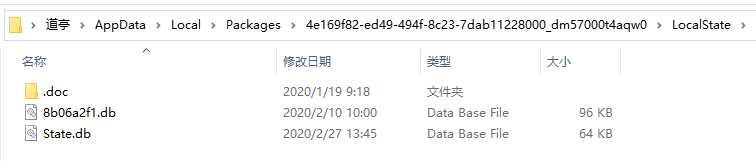 道亭 > AppData > Local > Packages > 4e169f82-ed49-494f-8c23-7dab11228000_dm57000t4aqw0 > LocalState >
名称 修改日期 类型 大小
.doc 2020/1/19 9:18 文件夹
8b06a2f1.db 2020/2/10 10:00 Data Base File 96 KB
State.db 2020/2/27 13:45 Data Base File 64 KB